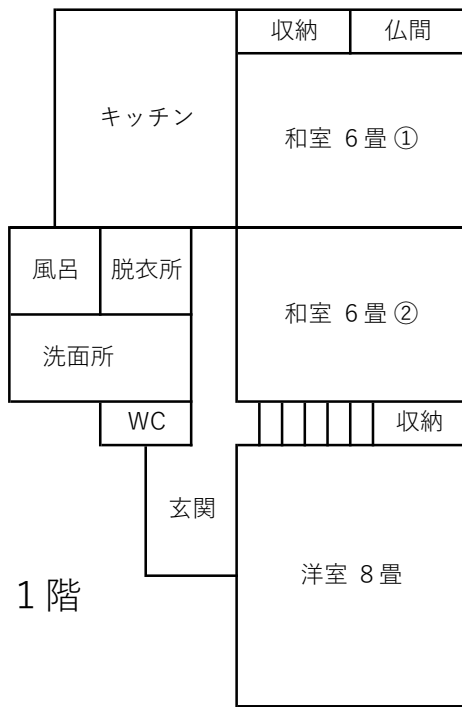 収納
仏間
キッチン
和室 6畳①
風呂
脱衣所
和室 6畳②
洗面所
WC
収納
玄関
洋室 8畳
1階